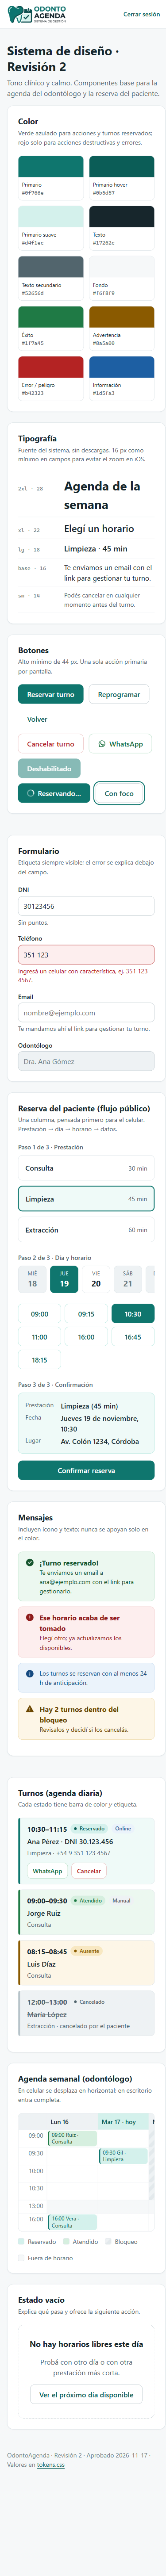 ODONTO
AGENDA
Cerrar sesión
Sistema de diseño ·
Revisión 2
Tono clínico y calmo. Componentes base para la
agenda del odontólogo y la reserva del paciente.
Color
Verde azulado para acciones y turnos reservados;
rojo solo para acciones destructivas y errores.
Primario
#0f766e
Primario hover
#0b5d57
Primario suave
#d4f1ec
Texto
#17262c
Texto secundario
#52656d
Fondo
#f6f8f9
Éxito
#1f7a45
Advertencia
#8a5a00
Error / peligro
#b42323
Información
#1d5fa3
Tipografía
Fuente del sistema, sin descargas. 16 px como
mínimo en campos para evitar el zoom en iOS.
2xl · 28
Agenda de la
semana
xl · 22
Elegí un horario
lg · 18
Limpieza · 45 min
base · 16
Te enviamos un email con el
link para gestionar tu turno.
sm · 14
Podés cancelar en cualquier
momento antes del turno.
Botones
Alto mínimo de 44 px. Una sola acción primaria
por pantalla.
Reservar turno
Reprogramar
Volver
Cancelar turno
WhatsApp
Deshabilitado
Reservando…
Con foco
Formulario
Etiqueta siempre visible; el error se explica debajo
del campo.
DNI
30123456
Sin puntos.
Teléfono
351 123
Ingresá un celular con característica, ej. 351 123
4567.
Email
nombre@ejemplo.com
Te mandamos ahí el link para gestionar tu turno.
Odontólogo
Dra. Ana Gómez
Reserva del paciente (flujo público)
Una columna, pensada primero para el celular.
Prestación → día → horario → datos.
Paso 1 de 3 · Prestación
Consulta
30 min
Limpieza
45 min
Extracción
60 min
Paso 2 de 3 · Día y horario
MIÉ
18
JUE
19
VIE
20
SÁB
21
09:00
09:15
10:30
11:00
16:00
16:45
18:15
Paso 3 de 3 · Confirmación
Prestación
Limpieza (45 min)
Fecha
Jueves 19 de noviembre,
10:30
Lugar
Av. Colón 1234, Córdoba
Confirmar reserva
Mensajes
Incluyen ícono y texto: nunca se apoyan solo en
el color.
¡Turno reservado!
Te enviamos un email a
ana@ejemplo.com con el link para
gestionarlo.
Ese horario acaba de ser
tomado
Elegí otro: ya actualizamos los
disponibles.
Los turnos se reservan con al menos 24
h de anticipación.
Hay 2 turnos dentro del
bloqueo
Revisalos y decidí si los cancelás.
Turnos (agenda diaria)
Cada estado tiene barra de color y etiqueta.
10:30–11:15
Reservado
Online
Ana Pérez · DNI 30.123.456
Limpieza · +54 9 351 123 4567
WhatsApp
Cancelar
09:00–09:30
Atendido
Manual
Jorge Ruiz
Consulta
08:15–08:45
Ausente
Luis Díaz
Consulta
12:00–13:00
Cancelado
María López
Extracción · cancelado por el paciente
Agenda semanal (odontólogo)
En celular se desplaza en horizontal; en escritorio
entra completa.
Lun 16
Mar 17 · hoy
09:00
09:00 Ruiz ·
Consulta
09:30
09:30 Gil ·
Limpieza
10:00
10:30
13:00
16:00
16:00 Vera ·
Consulta
Reservado
Atendido
Bloqueo
Fuera de horario
Estado vacío
Explica qué pasa y ofrece la siguiente acción.
No hay horarios libres este día
Probá con otro día o con otra
prestación más corta.
Ver el próximo día disponible
OdontoAgenda · Revisión 2 · Aprobado 2026-11-17 ·
Valores en tokens.css